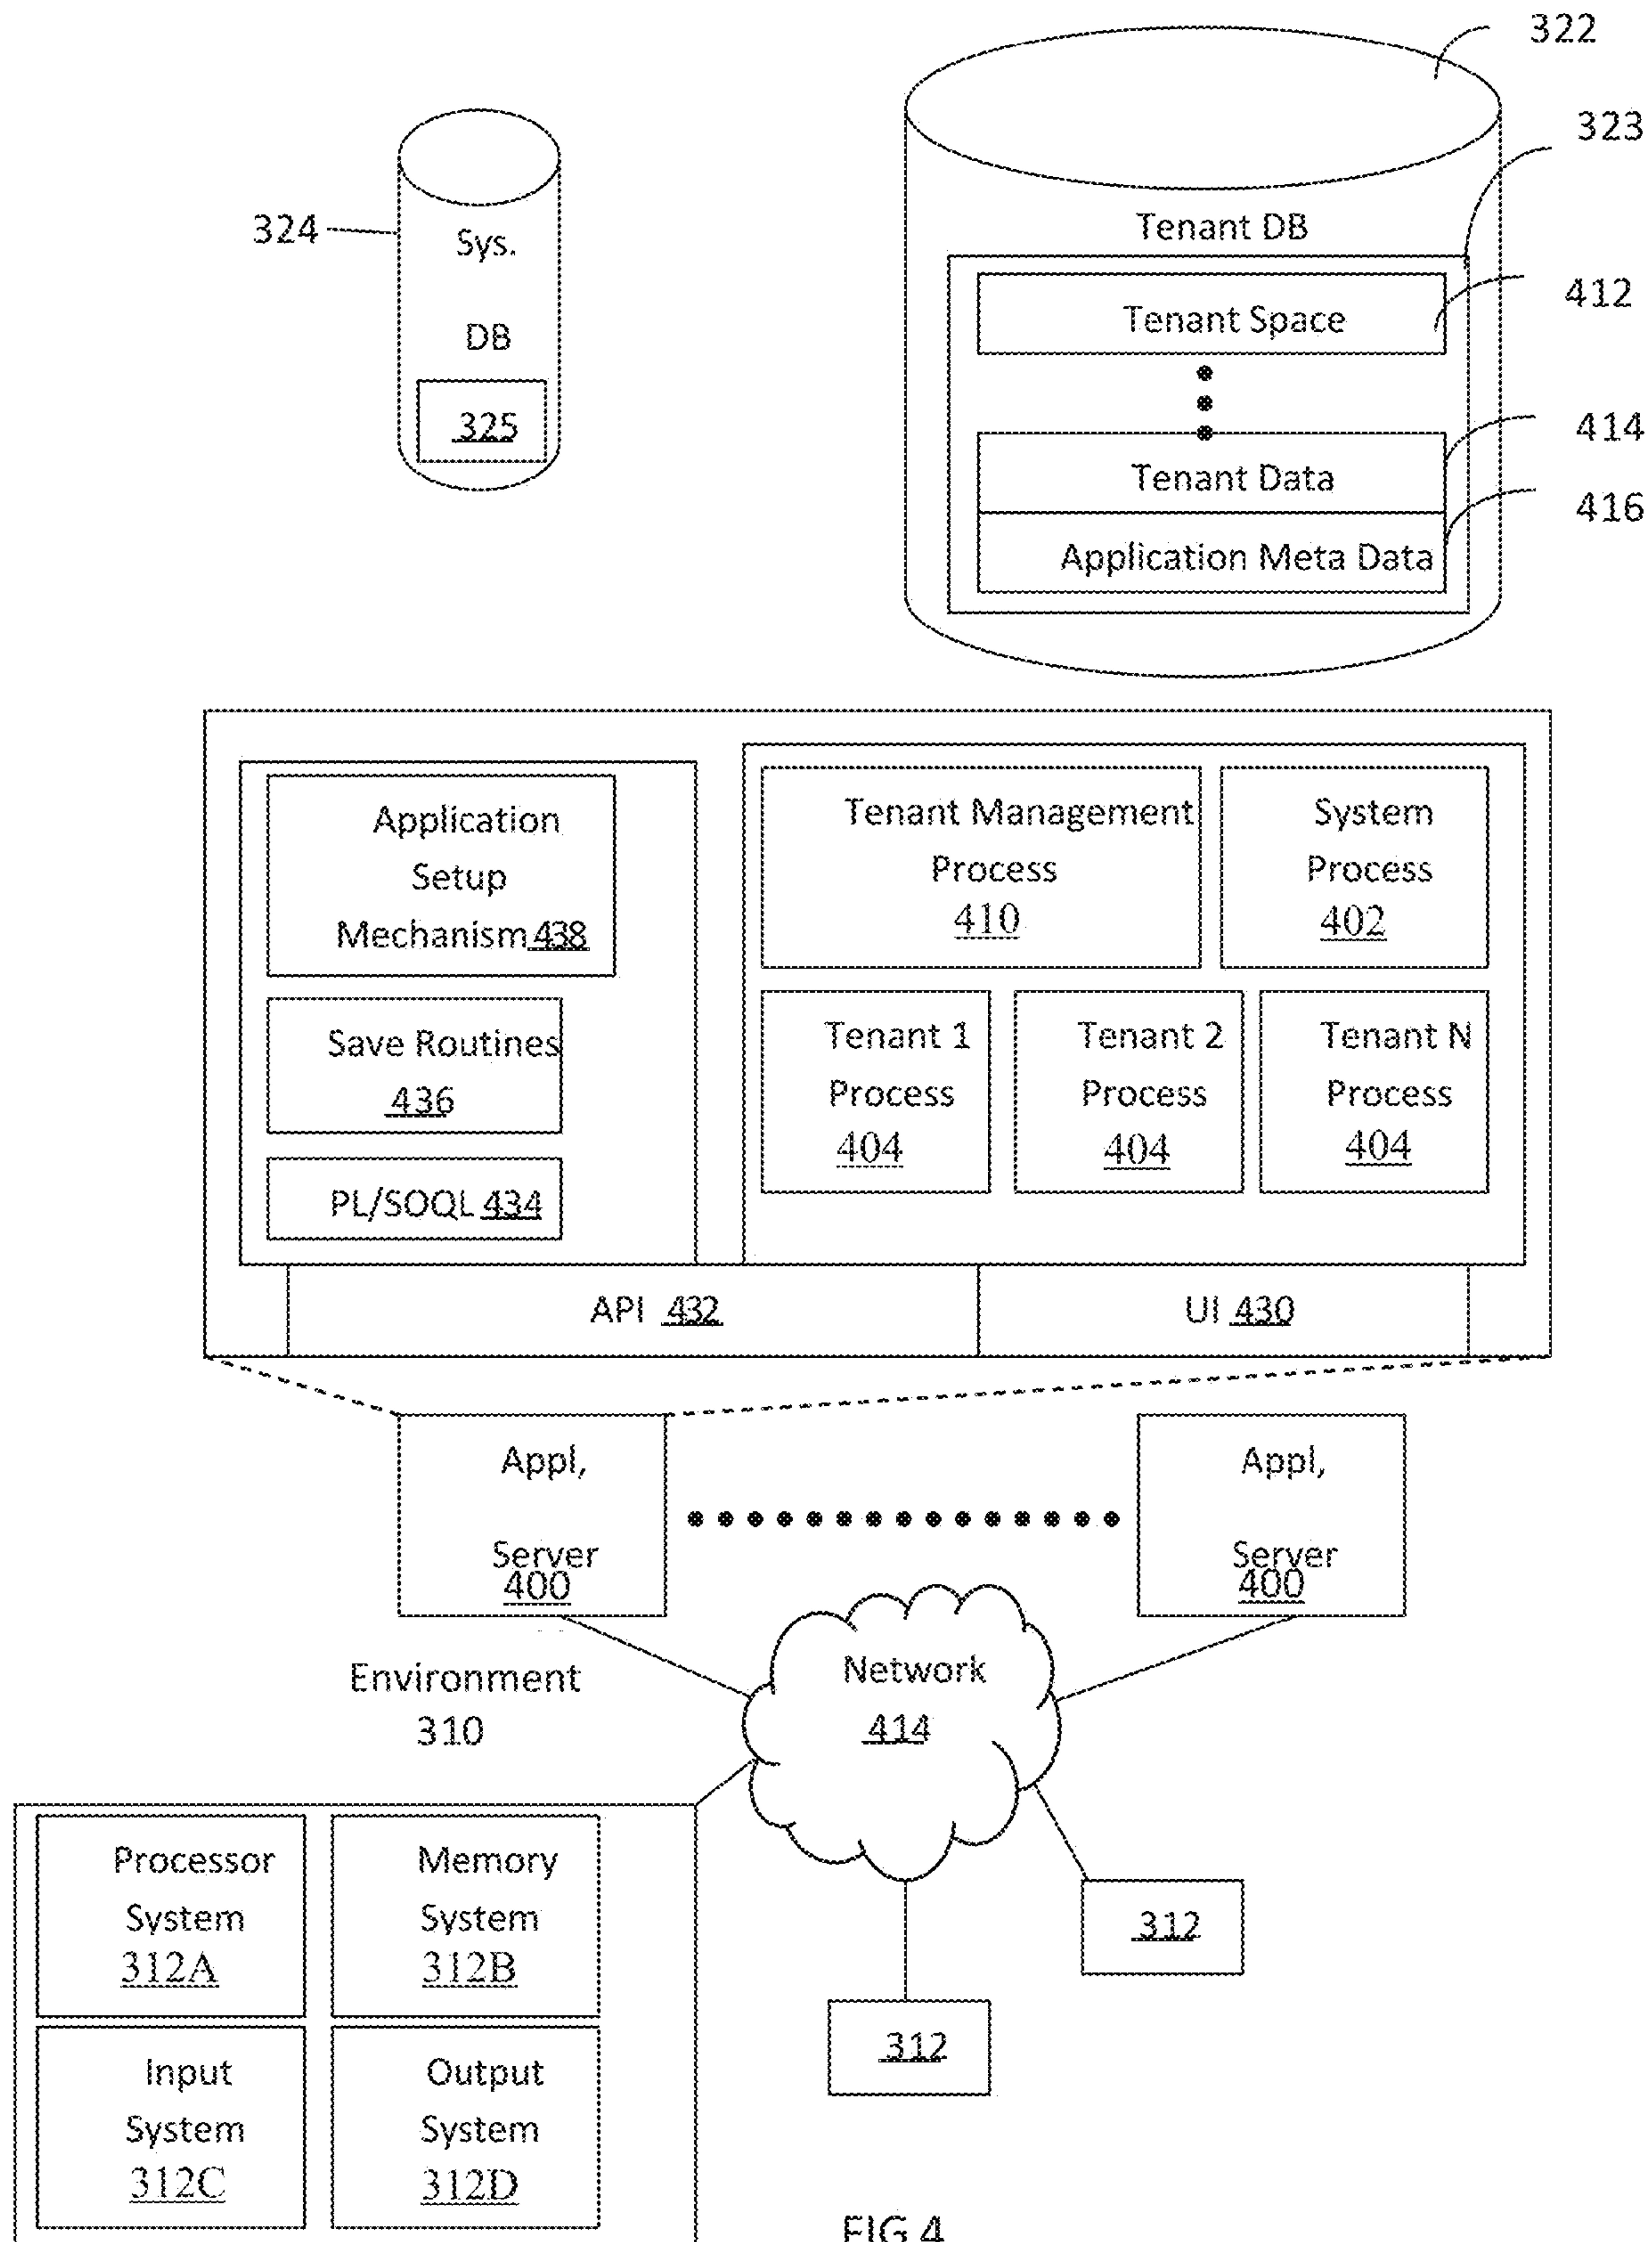 322
323
324
Sys.
DB
325
Tenant DB
Tenant Space
412
Tenant Data
414
Application Meta Data
416
Application
Setup
Mechanism 438
Save Routines
436
PL/SOQL 434
Tenant Management
Process
410
System
Process
402
Tenant 1
Process
404
Tenant 2
Process
404
Tenant N
Process
404
API 432
UI 430
Appl,
Server
400
Appl,
Server
400
Environment
310
Network
414
Processor
System
312A
Memory
System
312B
Input
System
312C
Output
System
312D
312
312
FIG 4